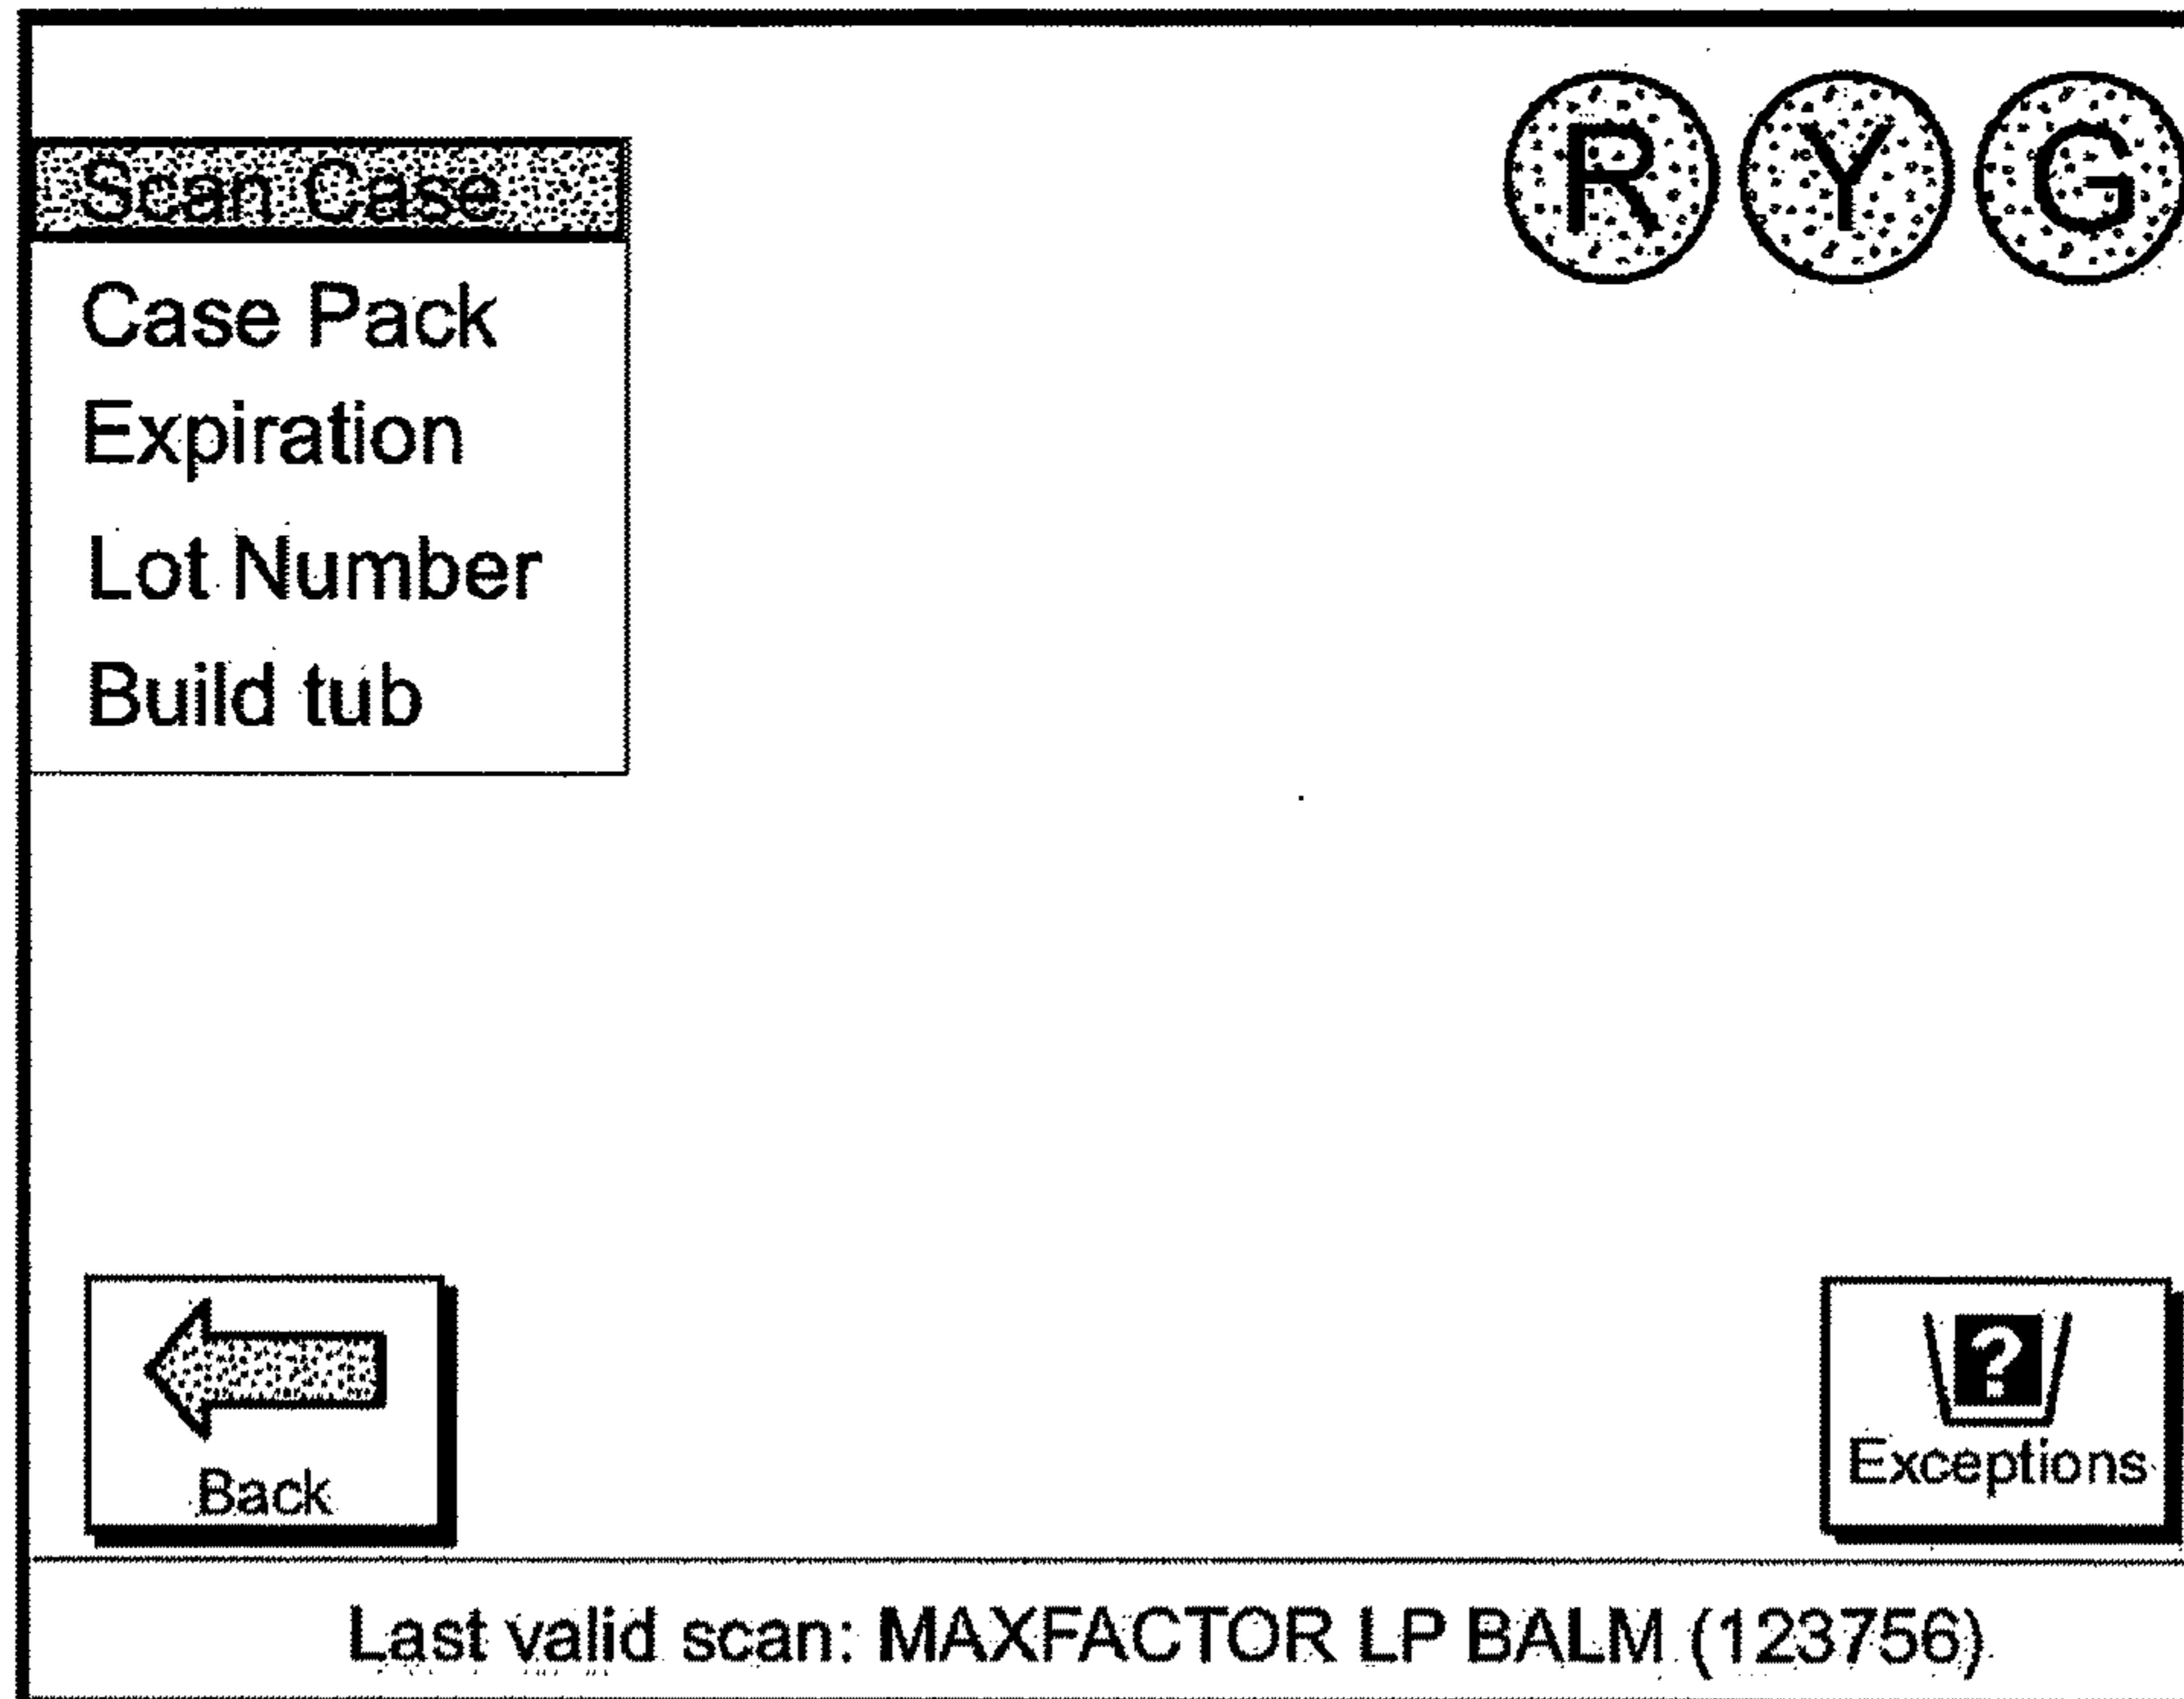 R Y G
Scan Case
Case Pack
Expiration
Lot Number
Build tub
Back
?
Exceptions
Last valid scan: MAXFACTOR LP BALM (123756)